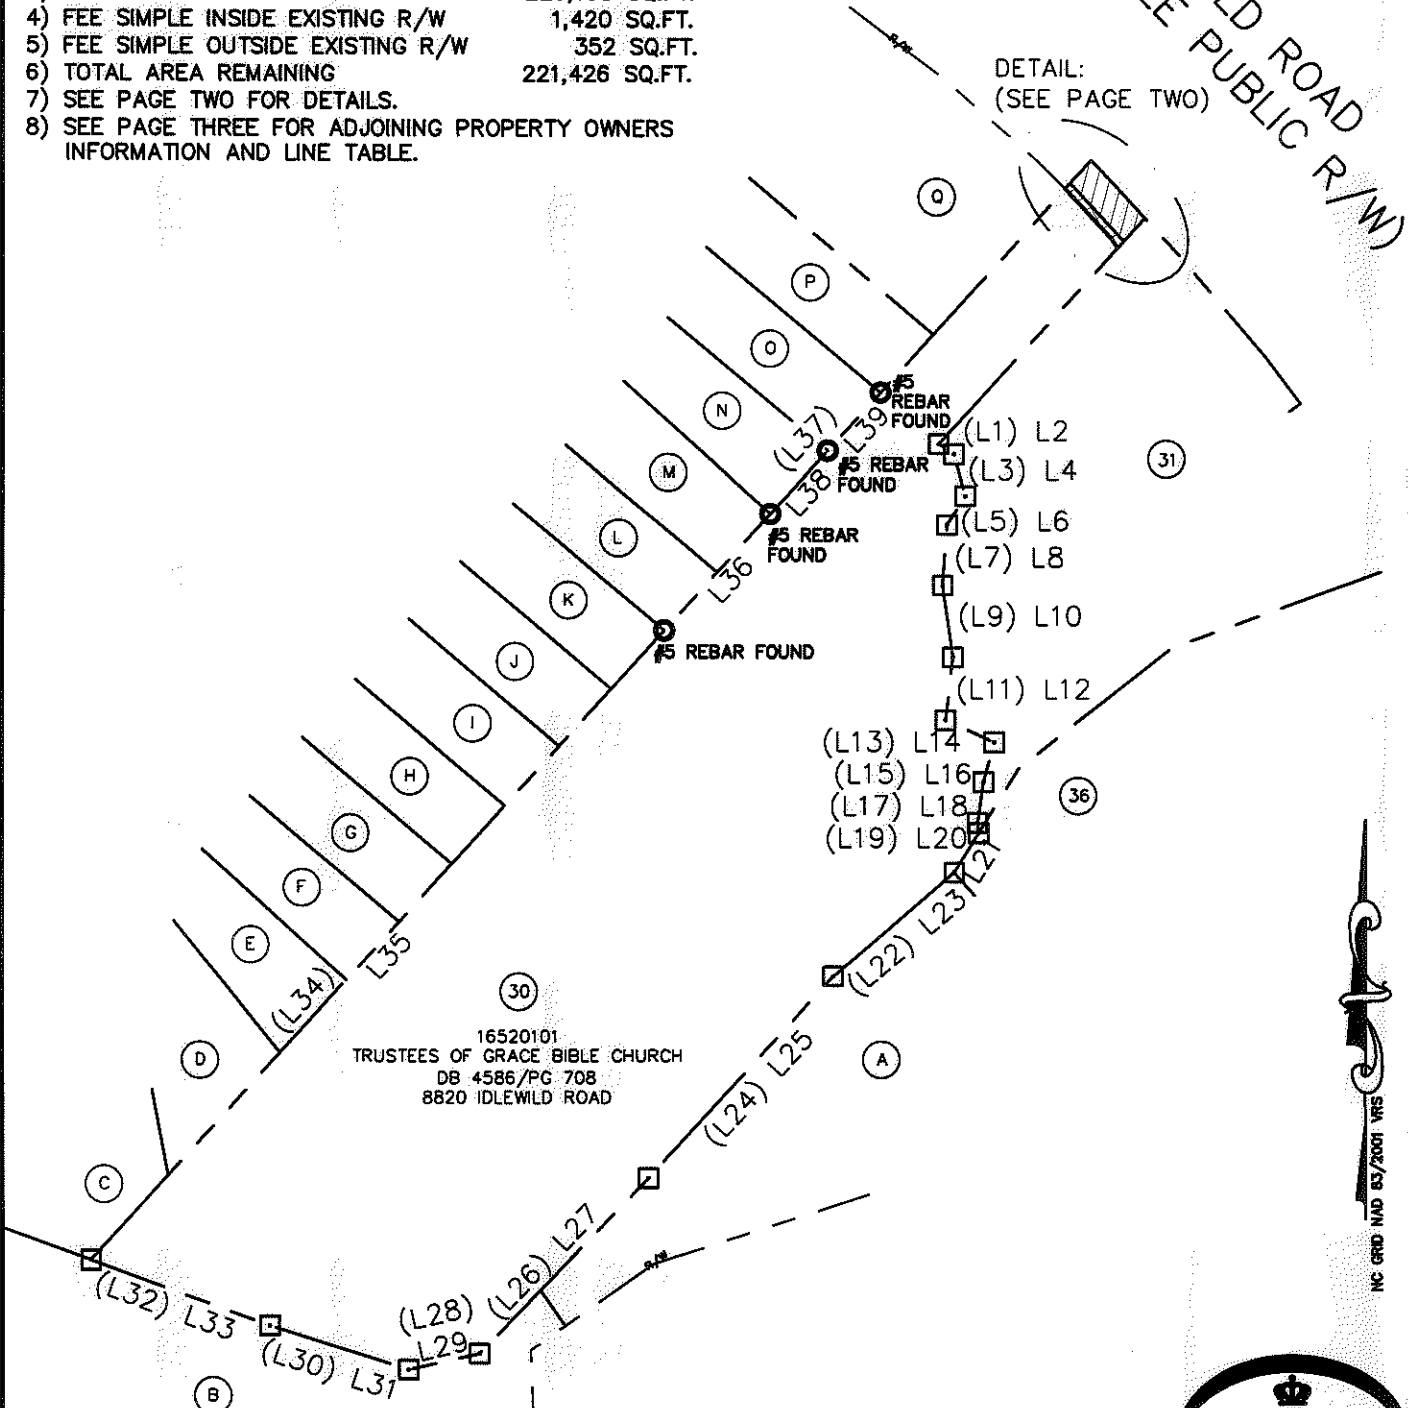 4) FEE SIMPLE INSIDE EXISTING R/W 1,420 SQ.FT.
5) FEE SIMPLE OUTSIDE EXISTING R/W 352 SQ.FT.
6) TOTAL AREA REMAINING 221,426 SQ.FT.
7) SEE PAGE TWO FOR DETAILS.
8) SEE PAGE THREE FOR ADJOINING PROPERTY OWNERS
INFORMATION AND LINE TABLE.
ROAD
PUBLIC R/W)
R/W
DETAIL:
(SEE PAGE TWO)
Q
P
O
N
M
L
K
J
I
H
G
F
E
D
C
B
A
#5
REBAR
FOUND
(L37) L39
#5 REBAR
FOUND
L38
#5 REBAR
FOUND
L36
#5 REBAR FOUND
(L1) L2
(L3) L4
(L5) L6
(L7) L8
(L9) L10
(L11) L12
(L13) L14
(L15) L16
(L17) L18
(L19) L20
L21
(L22) L23
(L24) L25
(L26) L27
(L28)
L29
(L30) L31
(L32) L33
(L34)
L35
31
36
30
16520101
TRUSTEES OF GRACE BIBLE CHURCH
DB 4586/PG 708
8820 IDLEWILD ROAD
R/W
NC GRID NAD 83/2001 VRS